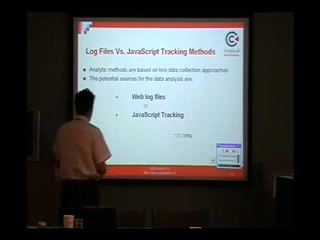 Log Files Vs. JavaScript Tracking Methods
Analytic methods are based on two data collection approaches
The potential sources for the data analysis are:
Web log files
or
JavaScript Tracking